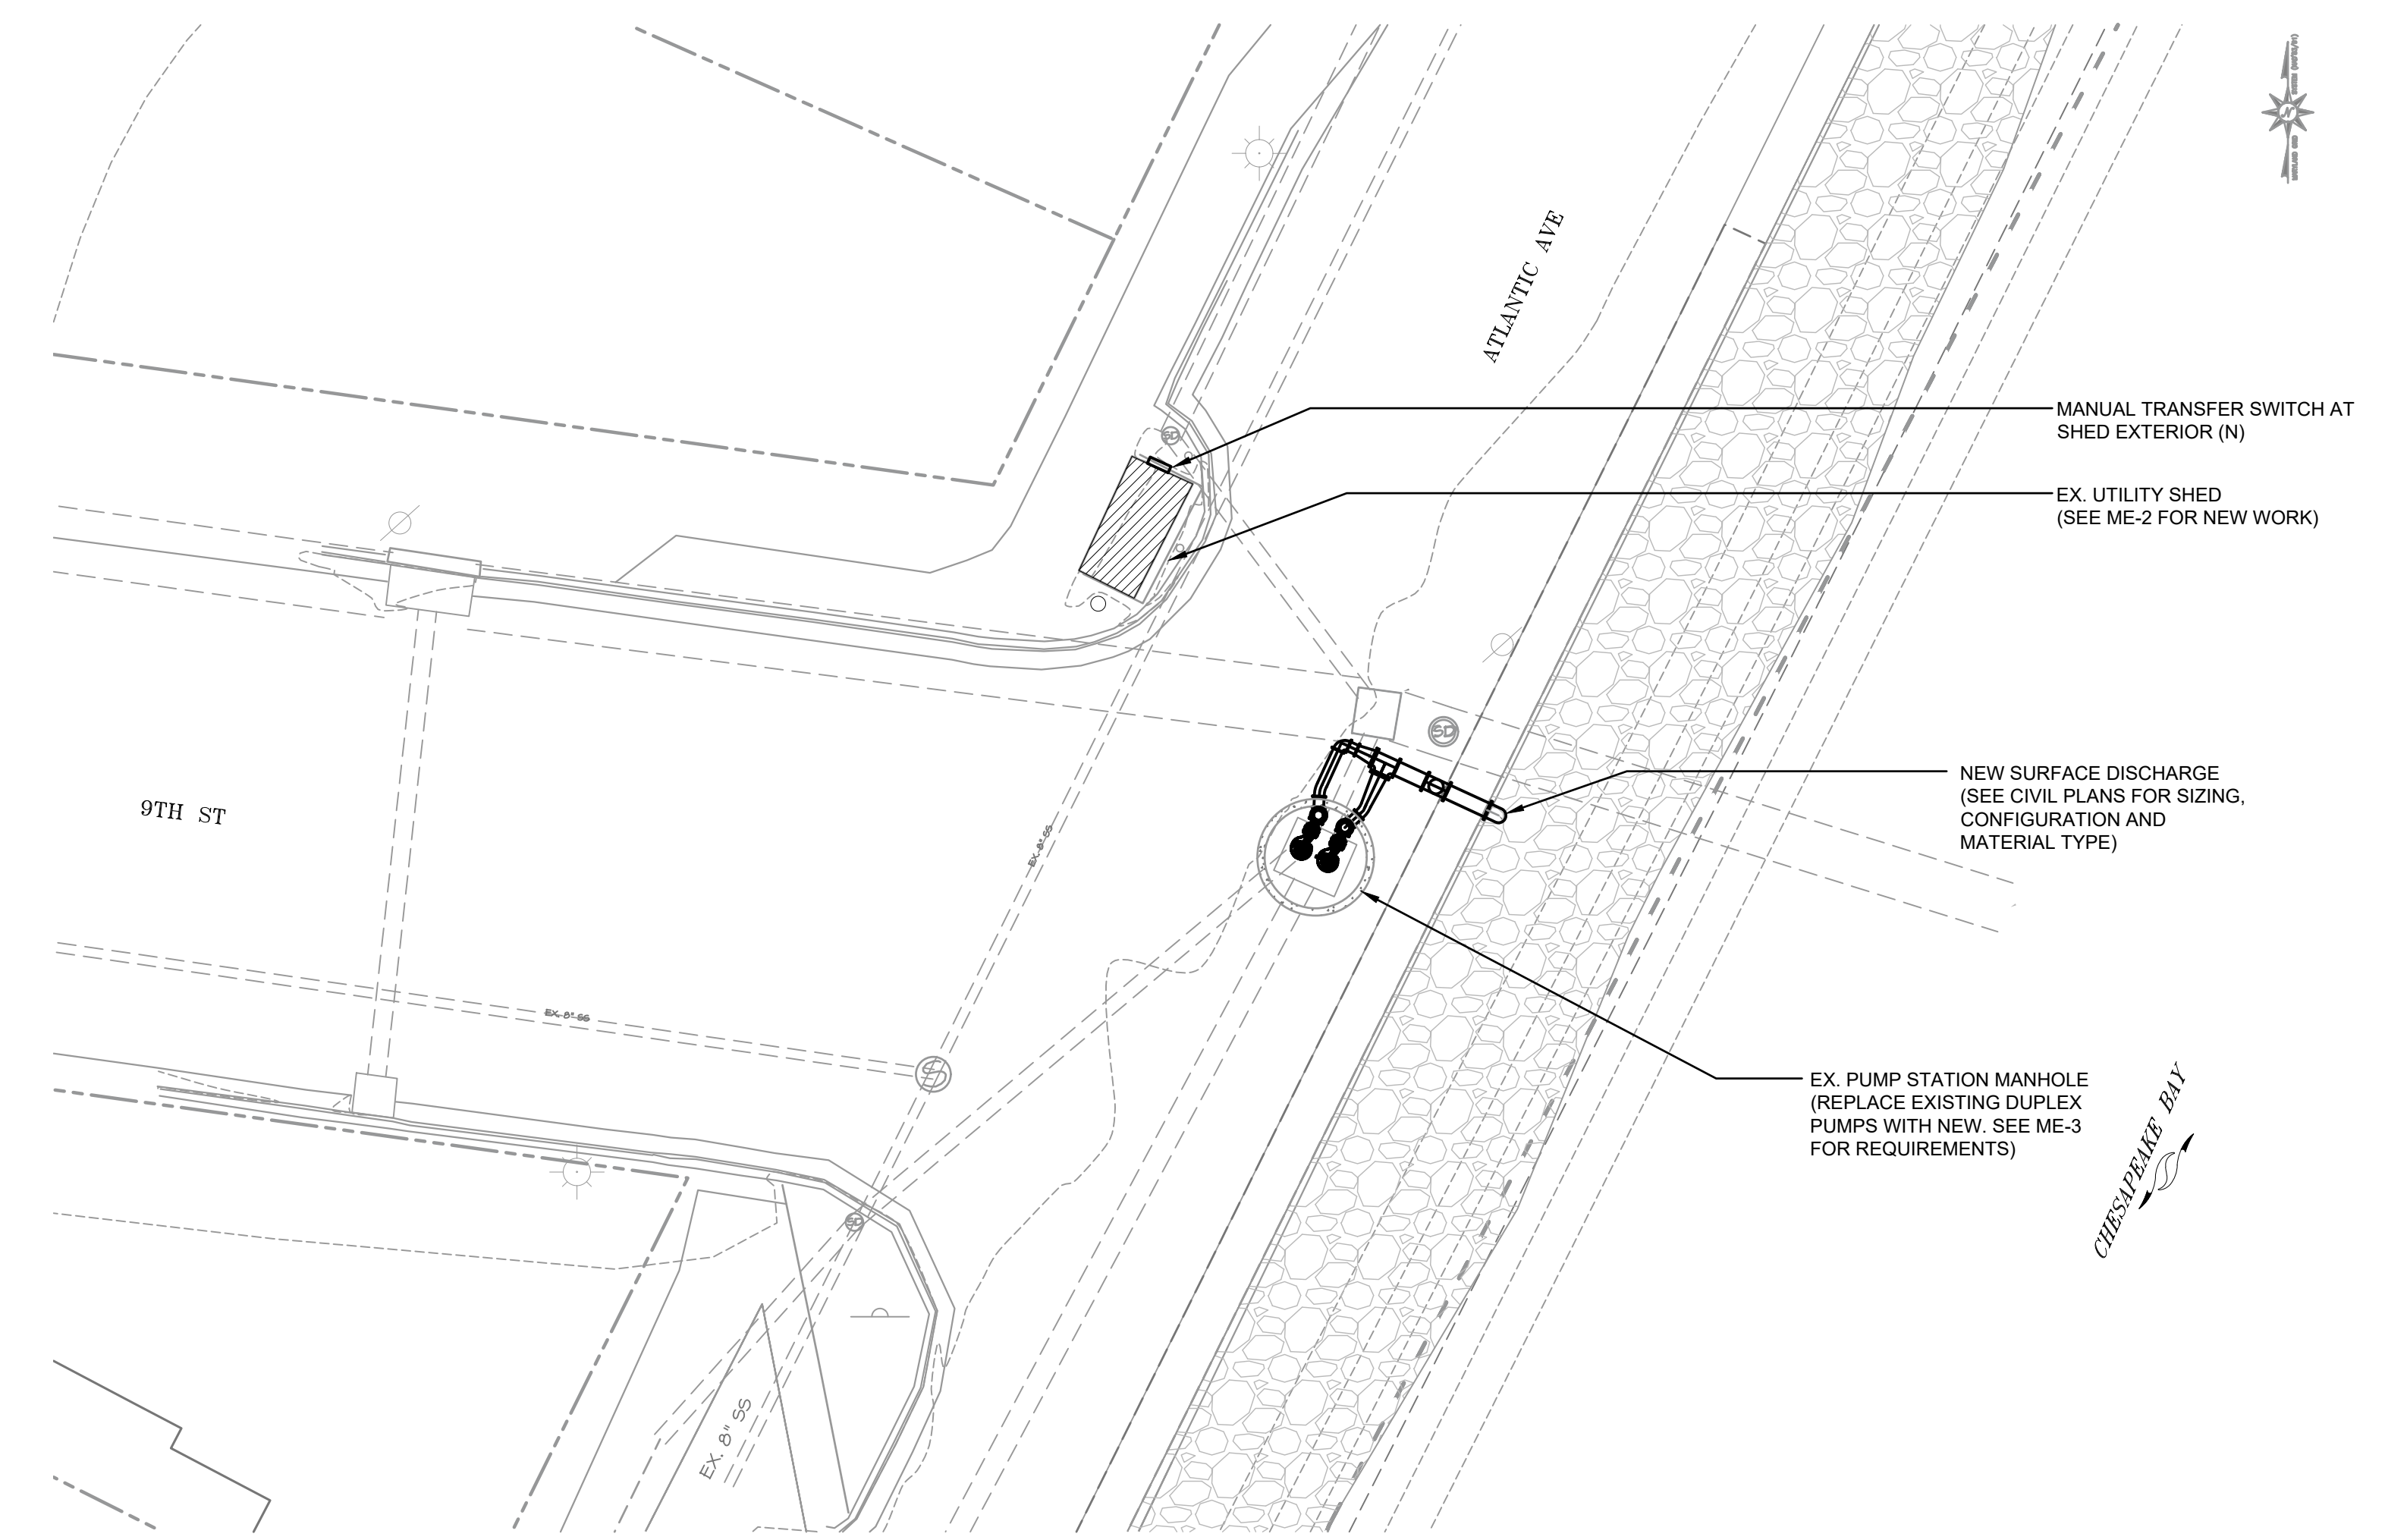 ATLANTIC AVE
MANUAL TRANSFER SWITCH AT
SHED EXTERIOR (N)
EX. UTILITY SHED
(SEE ME-2 FOR NEW WORK)
SD
SD
NEW SURFACE DISCHARGE
(SEE CIVIL PLANS FOR SIZING,
CONFIGURATION AND
MATERIAL TYPE)
9TH ST
EX. 8" SS
EX. 8" SS
S
EX. PUMP STATION MANHOLE
(REPLACE EXISTING DUPLEX
PUMPS WITH NEW. SEE ME-3
FOR REQUIREMENTS)
CHESAPEAKE BAY
SD
EX. 8" SS
N